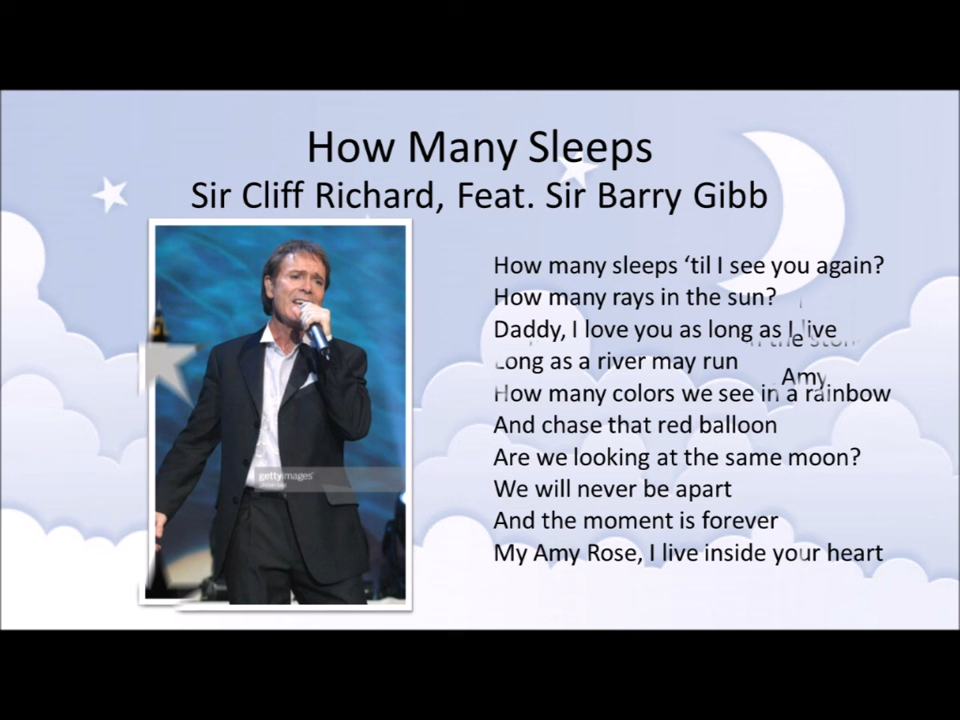 How Many Sleeps
Sir Cliff Richard, Feat. Sir Barry Gibb
How many sleeps ‘til I see you again?
How many rays in the sun?
Daddy, I love you as long as I live
the
Long as a river may run
Amy
How many colors we see in a rainbow
And chase that red balloon
Are we looking at the same moon?
gettyimages
We will never be apart
And the moment is forever
My Amy Rose, I live inside your heart